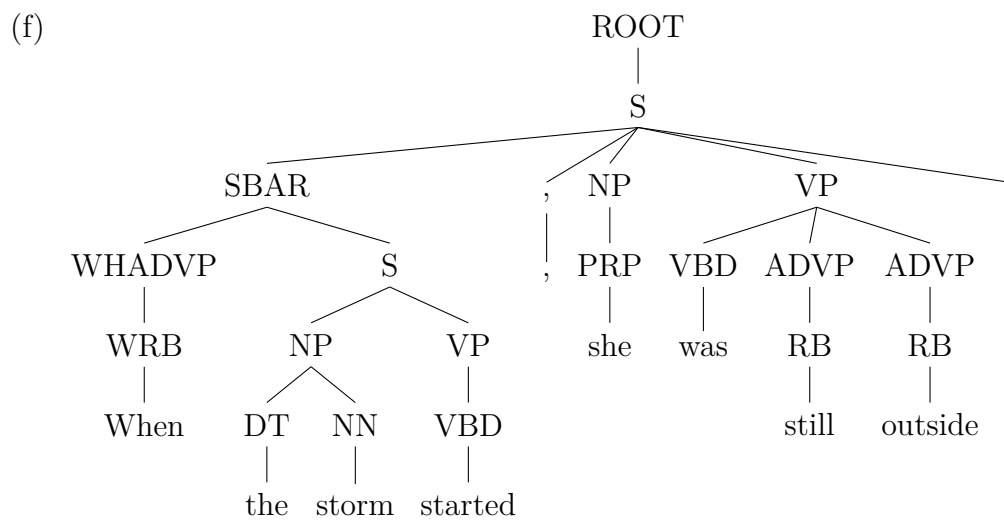 (f) ROOT
S
SBAR , NP VP
WHADVP S , PRP VBD ADVP ADVP
WRB NP VP she was RB RB
When DT NN VBD still outside
the storm started